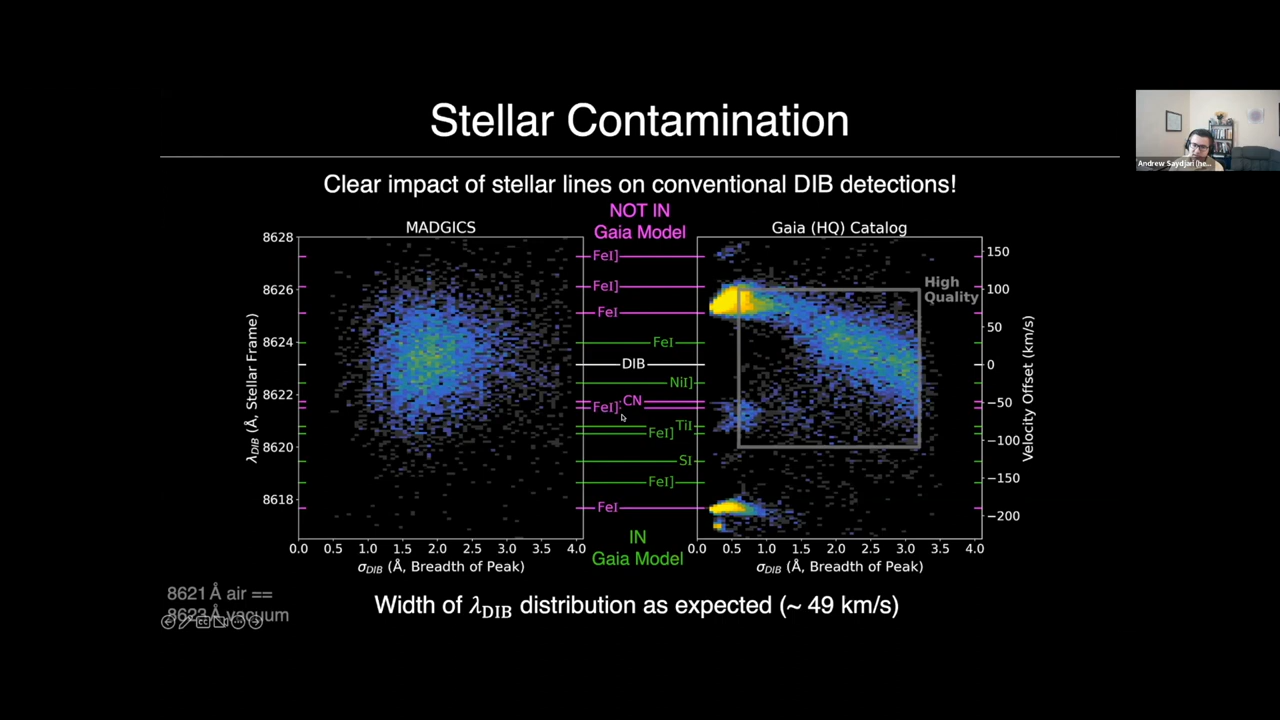 Stellar Contamination
Andrew Saydjari (he...
Clear impact of stellar lines on conventional DIB detections!
MADGICS
NOT IN
Gaia Model
Gaia (HQ) Catalog
8628
8626
8624
8622
8620
8618
λDIB (Å, Stellar Frame)
0.0 0.5 1.0 1.5 2.0 2.5 3.0 3.5 4.0
σDIB (Å, Breadth of Peak)
FeI]
FeI]
FeI
FeI
DIB
NiI]
CN
FeI]
TiI
FeI]
SI
FeI]
FeI
IN
Gaia Model
High
Quality
150
100
50
0
−50
−100
−150
−200
Velocity Offset (km/s)
0.0 0.5 1.0 1.5 2.0 2.5 3.0 3.5 4.0
σDIB (Å, Breadth of Peak)
8621 Å air ==
8623 Å vacuum
Width of λDIB distribution as expected (~ 49 km/s)